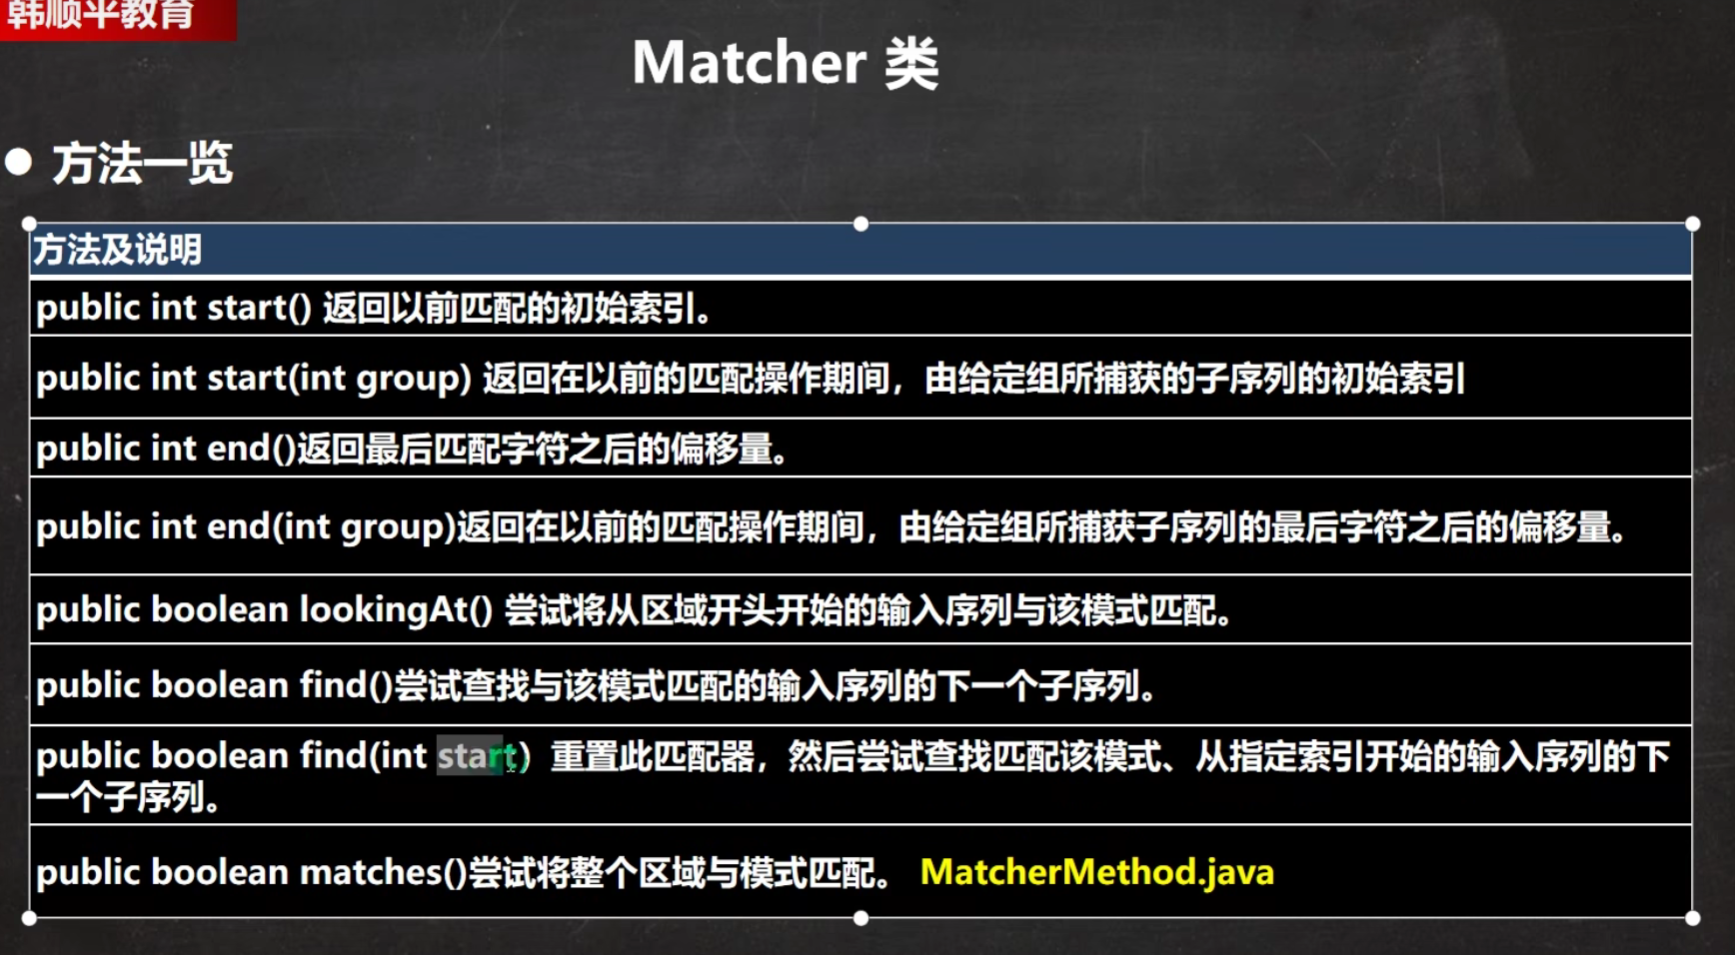 韩顺平教育
Matcher 类
● 方法一览
方法及说明
public int start() 返回以前匹配的初始索引。
public int start(int group) 返回在以前的匹配操作期间，由给定组所捕获的子序列的初始索引
public int end()返回最后匹配字符之后的偏移量。
public int end(int group)返回在以前的匹配操作期间，由给定组所捕获子序列的最后字符之后的偏移量。
public boolean lookingAt() 尝试将从区域开头开始的输入序列与该模式匹配。
public boolean find()尝试查找与该模式匹配的输入序列的下一个子序列。
public boolean find(int start）重置此匹配器，然后尝试查找匹配该模式、从指定索引开始的输入序列的下
一个子序列。
public boolean matches()尝试将整个区域与模式匹配。 MatcherMethod.java